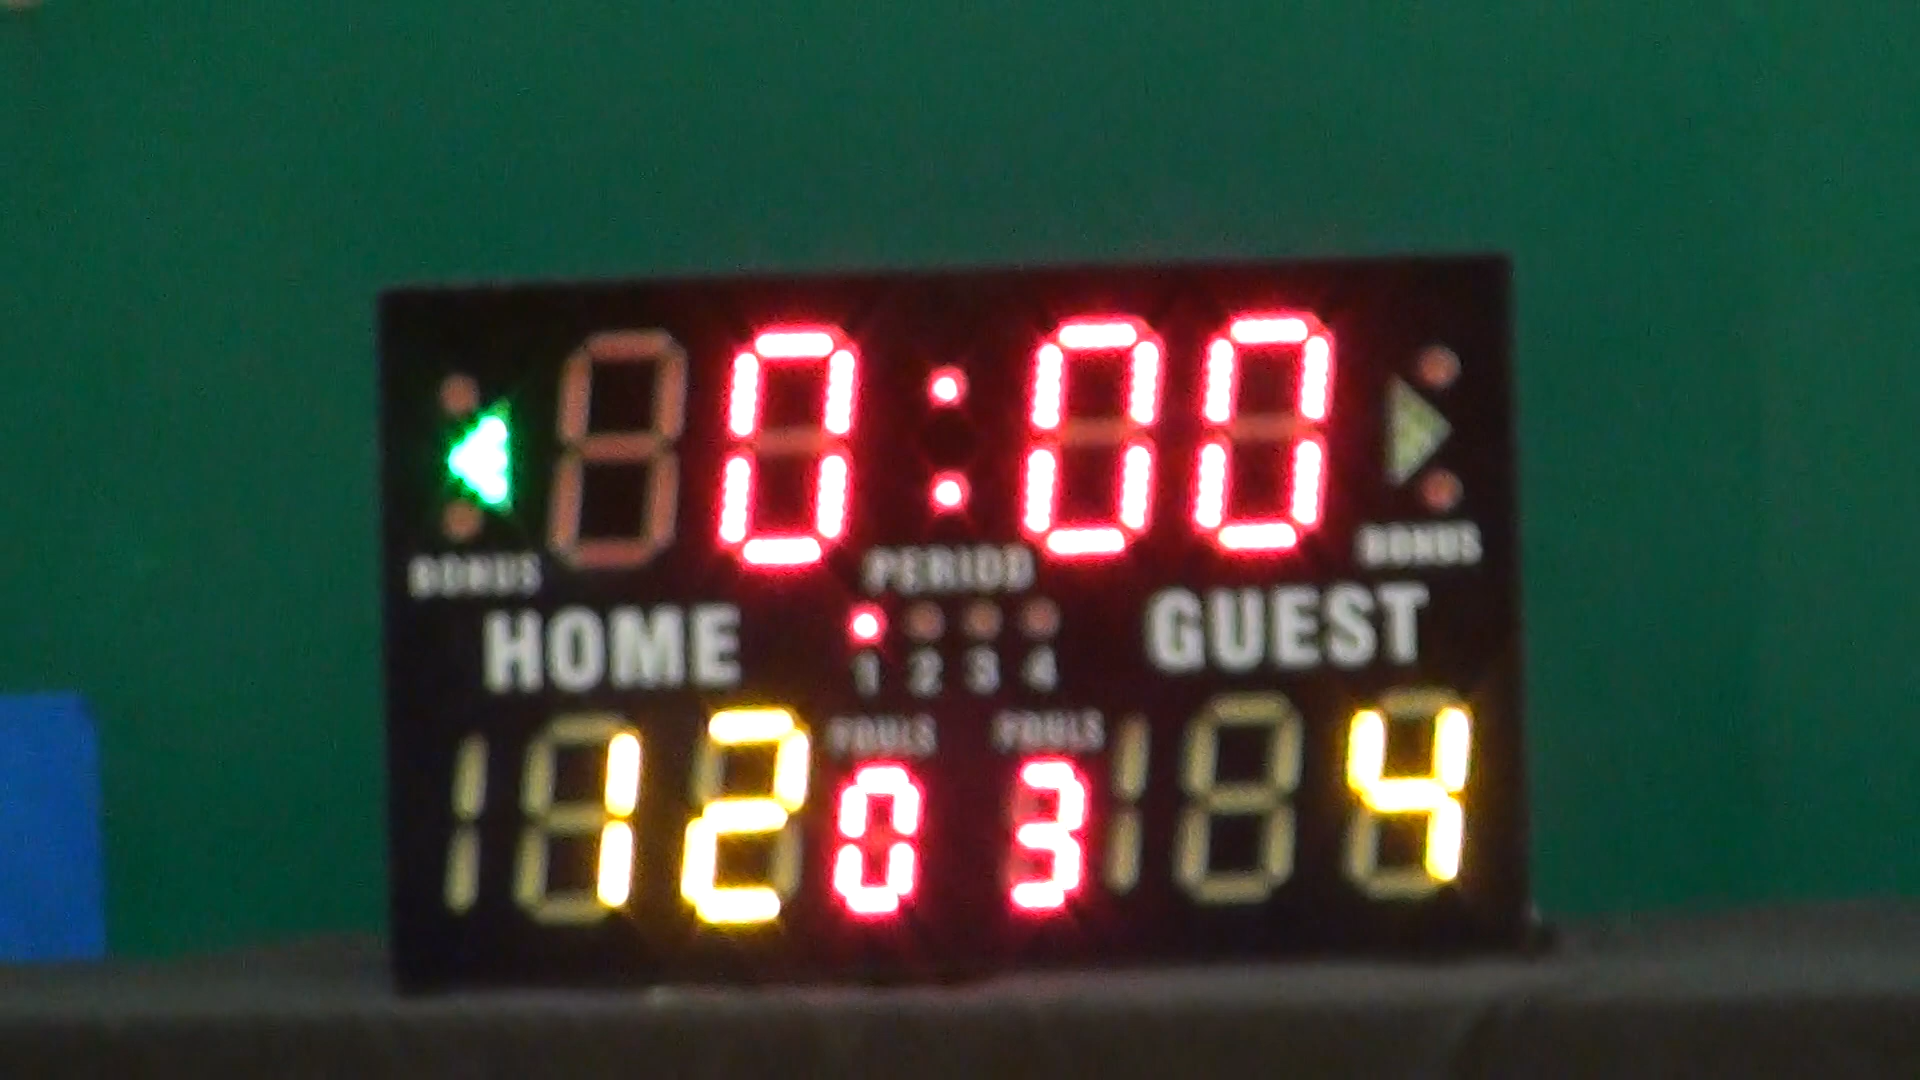 0:00
BONUS PERIOD BONUS
HOME GUEST
1 2 3 4
FOULS FOULS
12 0 3 4